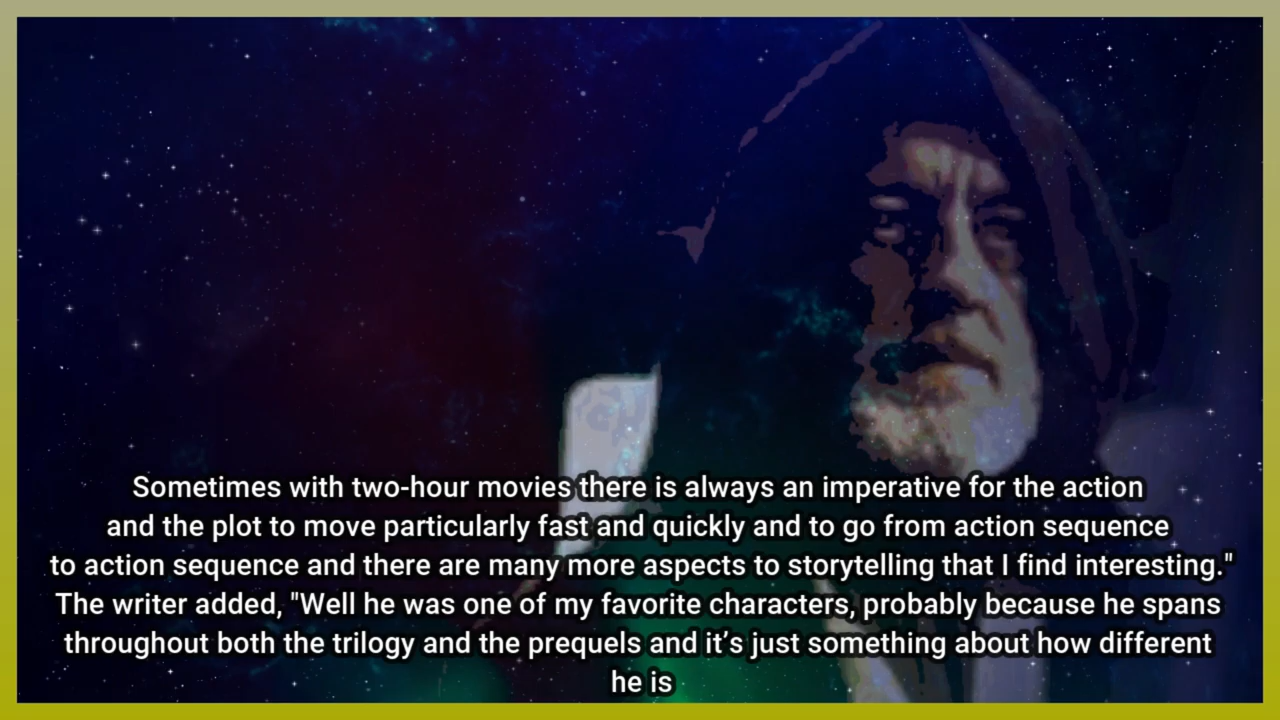 Sometimes with two-hour movies there is always an imperative for the action
and the plot to move particularly fast and quickly and to go from action sequence
to action sequence and there are many more aspects to storytelling that I find interesting."
The writer added, "Well he was one of my favorite characters, probably because he spans
throughout both the trilogy and the prequels and it’s just something about how different
he is